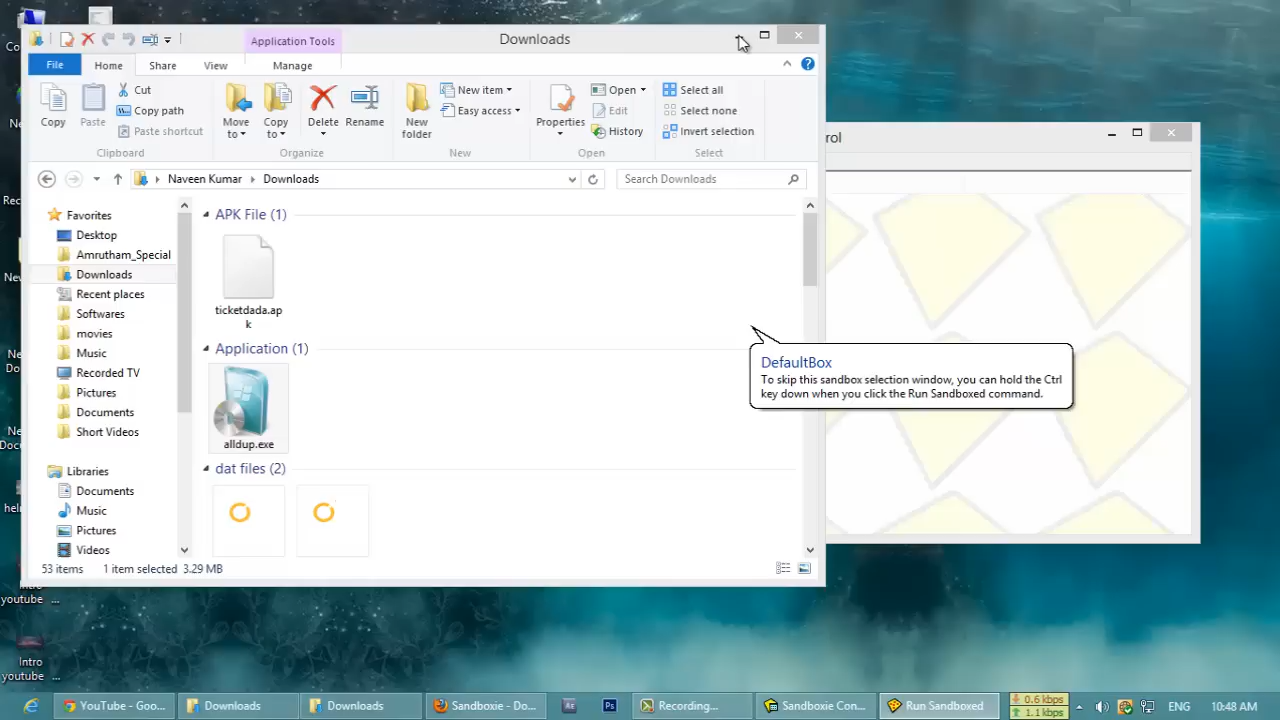 Application Tools
Downloads
File
Home
Share
View
Manage
Copy
Paste
Cut
Copy path
Paste shortcut
Clipboard
Move to
Copy to
Delete
Rename
Organize
New folder
New item
Easy access
New
Properties
Open
Edit
History
Open
Select all
Select none
Invert selection
Select
Naveen Kumar
Downloads
Search Downloads
Favorites
Desktop
Amrutham_Special
Downloads
Recent places
Softwares
movies
Music
Recorded TV
Pictures
Documents
Short Videos
Libraries
Documents
Music
Pictures
Videos
APK File (1)
ticketdada.ap
k
Application (1)
alldup.exe
dat files (2)
53 items
1 item selected 3.29 MB
rol
DefaultBox
To skip this sandbox selection window, you can hold the Ctrl
key down when you click the Run Sandboxed command.
youtube ...
Intro
youtube ...
YouTube - Goo...
Downloads
Downloads
Sandboxie - Do...
Ae
Ps
Recording...
Sandboxie Con...
Run Sandboxed
0.6 kbps
1.1 kbps
ENG
10:48 AM